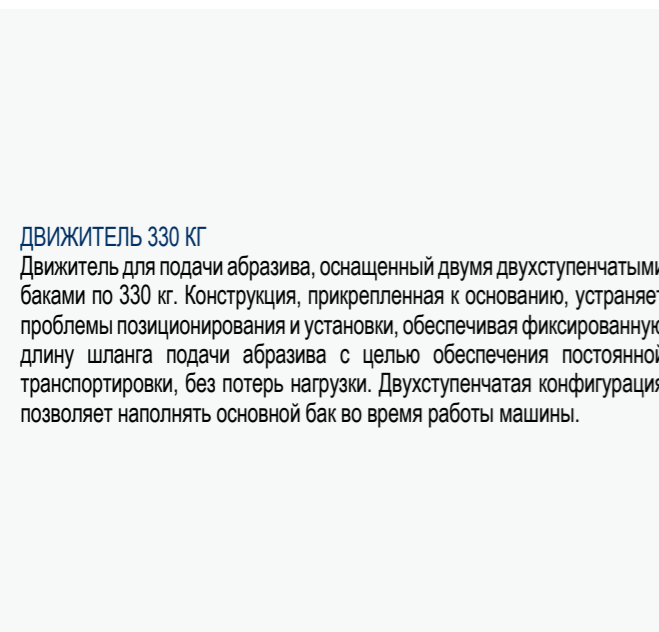 ДВИЖИТЕЛЬ 330 КГ
Движитель для подачи абразива, оснащенный двумя двухступенчатыми
баками по 330 кг. Конструкция, прикрепленная к основанию, устраняет
проблемы позиционирования и установки, обеспечивая фиксированную
длину шланга подачи абразива с целью обеспечения постоянной
транспортировки, без потерь нагрузки. Двухступенчатая конфигурация
позволяет наполнять основной бак во время работы машины.